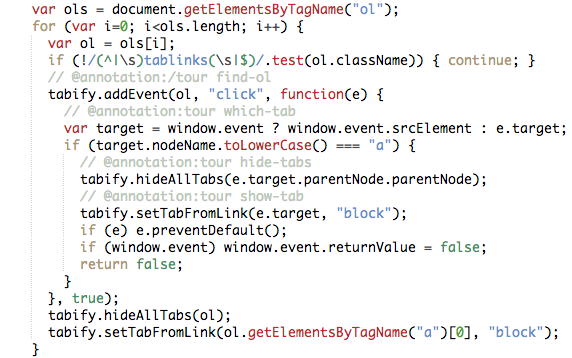 var ols = document.getElementsByTagName("ol");
for (var i=0; i<ols.length; i++) {
  var ol = ols[i];
  if (!/(^|\s)tablinks(\s|$)/.test(ol.className)) { continue; }
  // @annotation:/tour find-ol
  tabify.addEvent(ol, "click", function(e) {
    // @annotation:tour which-tab
    var target = window.event ? window.event.srcElement : e.target;
    if (target.nodeName.toLowerCase() === "a") {
      // @annotation:tour hide-tabs
      tabify.hideAllTabs(e.target.parentNode.parentNode);
      // @annotation:tour show-tab
      tabify.setTabFromLink(e.target, "block");
      if (e) e.preventDefault();
      if (window.event) window.event.returnValue = false;
      return false;
    }
  }, true);
  tabify.hideAllTabs(ol);
  tabify.setTabFromLink(ol.getElementsByTagName("a")[0], "block");
}